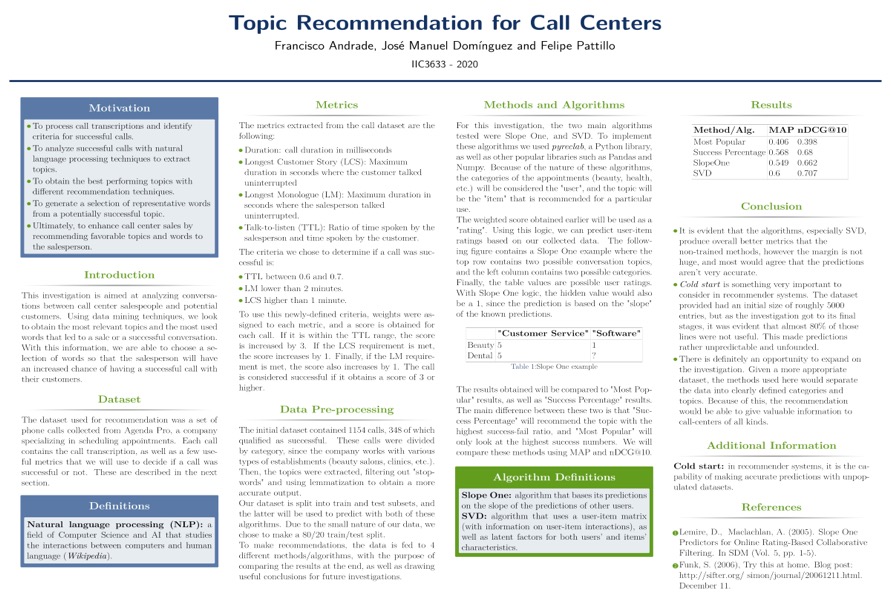 Topic Recommendation for Call Centers
Francisco Andrade, José Manuel Domínguez and Felipe Pattillo
IIC3633 - 2020
Motivation
• To process call transcriptions and identify
criteria for successful calls.
• To analyze successful calls with natural
language processing techniques to extract
topics.
• To obtain the best performing topics with
different recommendation techniques.
• To generate a selection of representative words
from a potentially successful topic.
• Ultimately, to enhance call center sales by
recommending favorable topics and words to
the salesperson.
Introduction
This investigation is aimed at analyzing conversa-
tions between call center salespeople and potential
customers. Using data mining techniques, we look
to obtain the most relevant topics and the most used
words that led to a sale or a successful conversation.
With this information, we are able to choose a se-
lection of words so that the salesperson will have
an increased chance of having a successful call with
their customers.
Dataset
The dataset used for recommendation was a set of
phone calls collected from Agenda Pro, a company
specializing in scheduling appointments. Each call
contains the call transcription, as well as a few use-
ful metrics that we will use to decide if a call was
successful or not. These are described in the next
section.
Definitions
Natural language processing (NLP): a
field of Computer Science and AI that studies
the interactions between computers and human
language (Wikipedia).
Metrics
The metrics extracted from the call dataset are the
following:
• Duration: call duration in milliseconds
• Longest Customer Story (LCS): Maximum
duration in seconds where the customer talked
uninterrupted
• Longest Monologue (LM): Maximum duration in
seconds where the salesperson talked
uninterrupted.
• Talk-to-listen (TTL): Ratio of time spoken by the
salesperson and time spoken by the customer.
The criteria we chose to determine if a call was suc-
cessful is:
• TTL between 0.6 and 0.7.
• LM lower than 2 minutes.
• LCS higher than 1 minute.
To use this newly-defined criteria, weights were as-
signed to each metric, and a score is obtained for
each call. If it is within the TTL range, the score
is increased by 3. If the LCS requirement is met,
the score increases by 1. Finally, if the LM require-
ment is met, the score also increases by 1. The call
is considered successful if it obtains a score of 3 or
higher.
Data Pre-processing
The initial dataset contained 1154 calls, 348 of which
qualified as successful. These calls were divided
by category, since the company works with various
types of establishments (beauty salons, clinics, etc.).
Then, the topics were extracted, filtering out "stop-
words" and using lemmatization to obtain a more
accurate output.
Our dataset is split into train and test subsets, and
the latter will be used to predict with both of these
algorithms. Due to the small nature of our data, we
chose to make a 80/20 train/test split.
To make recommendations, the data is fed to 4
different methods/algorithms, with the purpose of
comparing the results at the end, as well as drawing
useful conclusions for future investigations.
Methods and Algorithms
For this investigation, the two main algorithms
tested were Slope One, and SVD. To implement
these algorithms we used pyreclab, a Python library,
as well as other popular libraries such as Pandas and
Numpy. Because of the nature of these algorithms,
the categories of the appointments (beauty, health,
etc.) will be considered the "user", and the topic will
be the "item" that is recommended for a particular
use.
The weighted score obtained earlier will be used as a
"rating". Using this logic, we can predict user-item
ratings based on our collected data. The follow-
ing figure contains a Slope One example where the
top row contains two possible conversation topics,
and the left column contains two possible categories.
Finally, the table values are possible user ratings.
With Slope One logic, the hidden value would also
be a 1, since the prediction is based on the "slope"
of the known predictions.
"Customer Service" "Software"
Beauty 5 1
Dental 5 ?
Table 1:Slope One example
The results obtained will be compared to "Most Pop-
ular" results, as well as "Success Percentage" results.
The main difference between these two is that "Suc-
cess Percentage" will recommend the topic with the
highest success-fail ratio, and "Most Popular" will
only look at the highest success numbers. We will
compare these methods using MAP and nDCG@10.
Algorithm Definitions
Slope One: algorithm that bases its predictions
on the slope of the predictions of other users.
SVD: algorithm that uses a user-item matrix
(with information on user-item interactions), as
well as latent factors for both users' and items'
characteristics.
Results
Method/Alg. MAP nDCG@10
Most Popular 0.406 0.398
Success Percentage 0.568 0.68
SlopeOne 0.549 0.662
SVD 0.6 0.707
Conclusion
• It is evident that the algorithms, especially SVD,
produce overall better metrics that the
non-trained methods, however the margin is not
huge, and most would agree that the predictions
aren't very accurate.
• Cold start is something very important to
consider in recommender systems. The dataset
provided had an initial size of roughly 5000
entries, but as the investigation got to its final
stages, it was evident that almost 80% of those
lines were not useful. This made predictions
rather unpredictable and unfounded.
• There is definitely an opportunity to expand on
the investigation. Given a more appropriate
dataset, the methods used here would separate
the data into clearly defined categories and
topics. Because of this, the recommendation
would be able to give valuable information to
call-centers of all kinds.
Additional Information
Cold start: in recommender systems, it is the ca-
pability of making accurate predictions with unpop-
ulated datasets.
References
Lemire, D., Maclachlan, A. (2005). Slope One
Predictors for Online Rating-Based Collaborative
Filtering. In SDM (Vol. 5, pp. 1-5).
Funk, S. (2006). Try this at home. Blog post:
http://sifter.org/ simon/journal/20061211.html.
December 11.